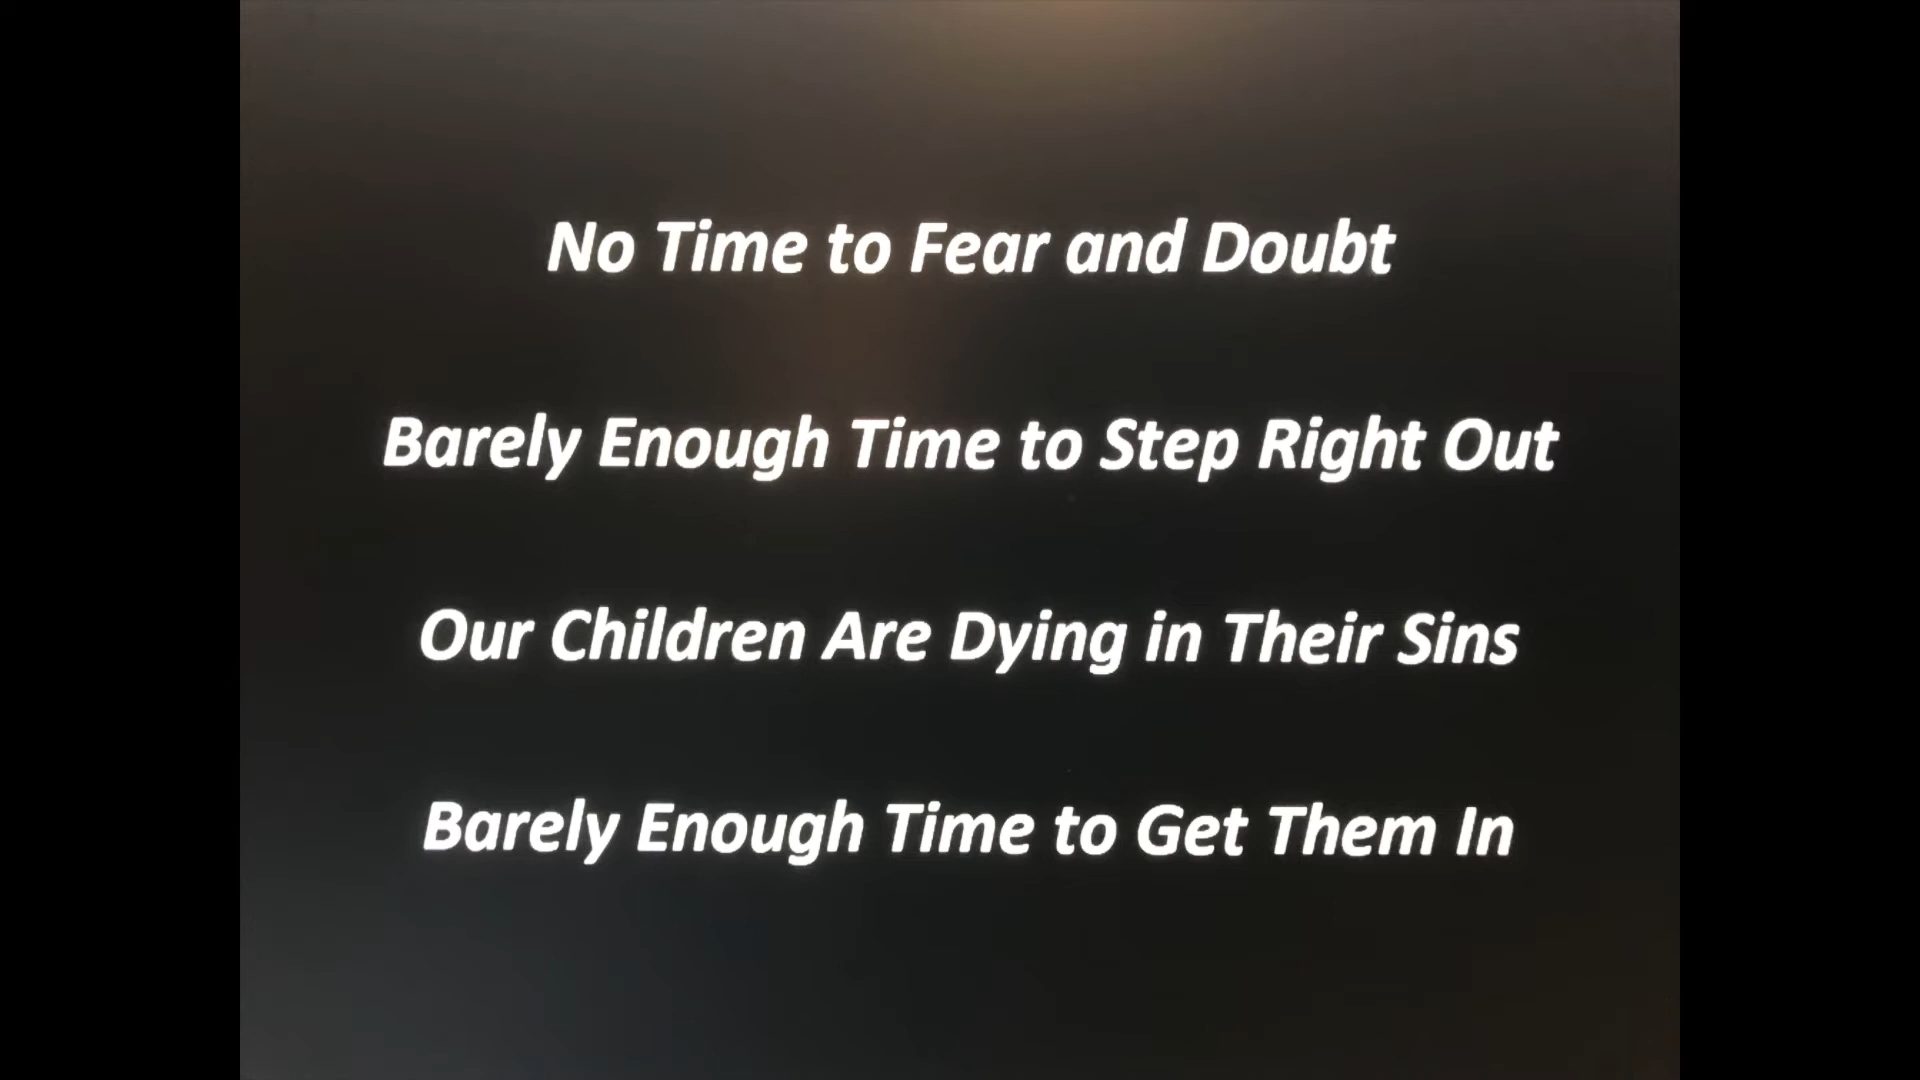 No Time to Fear and Doubt
Barely Enough Time to Step Right Out
Our Children Are Dying in Their Sins
Barely Enough Time to Get Them In